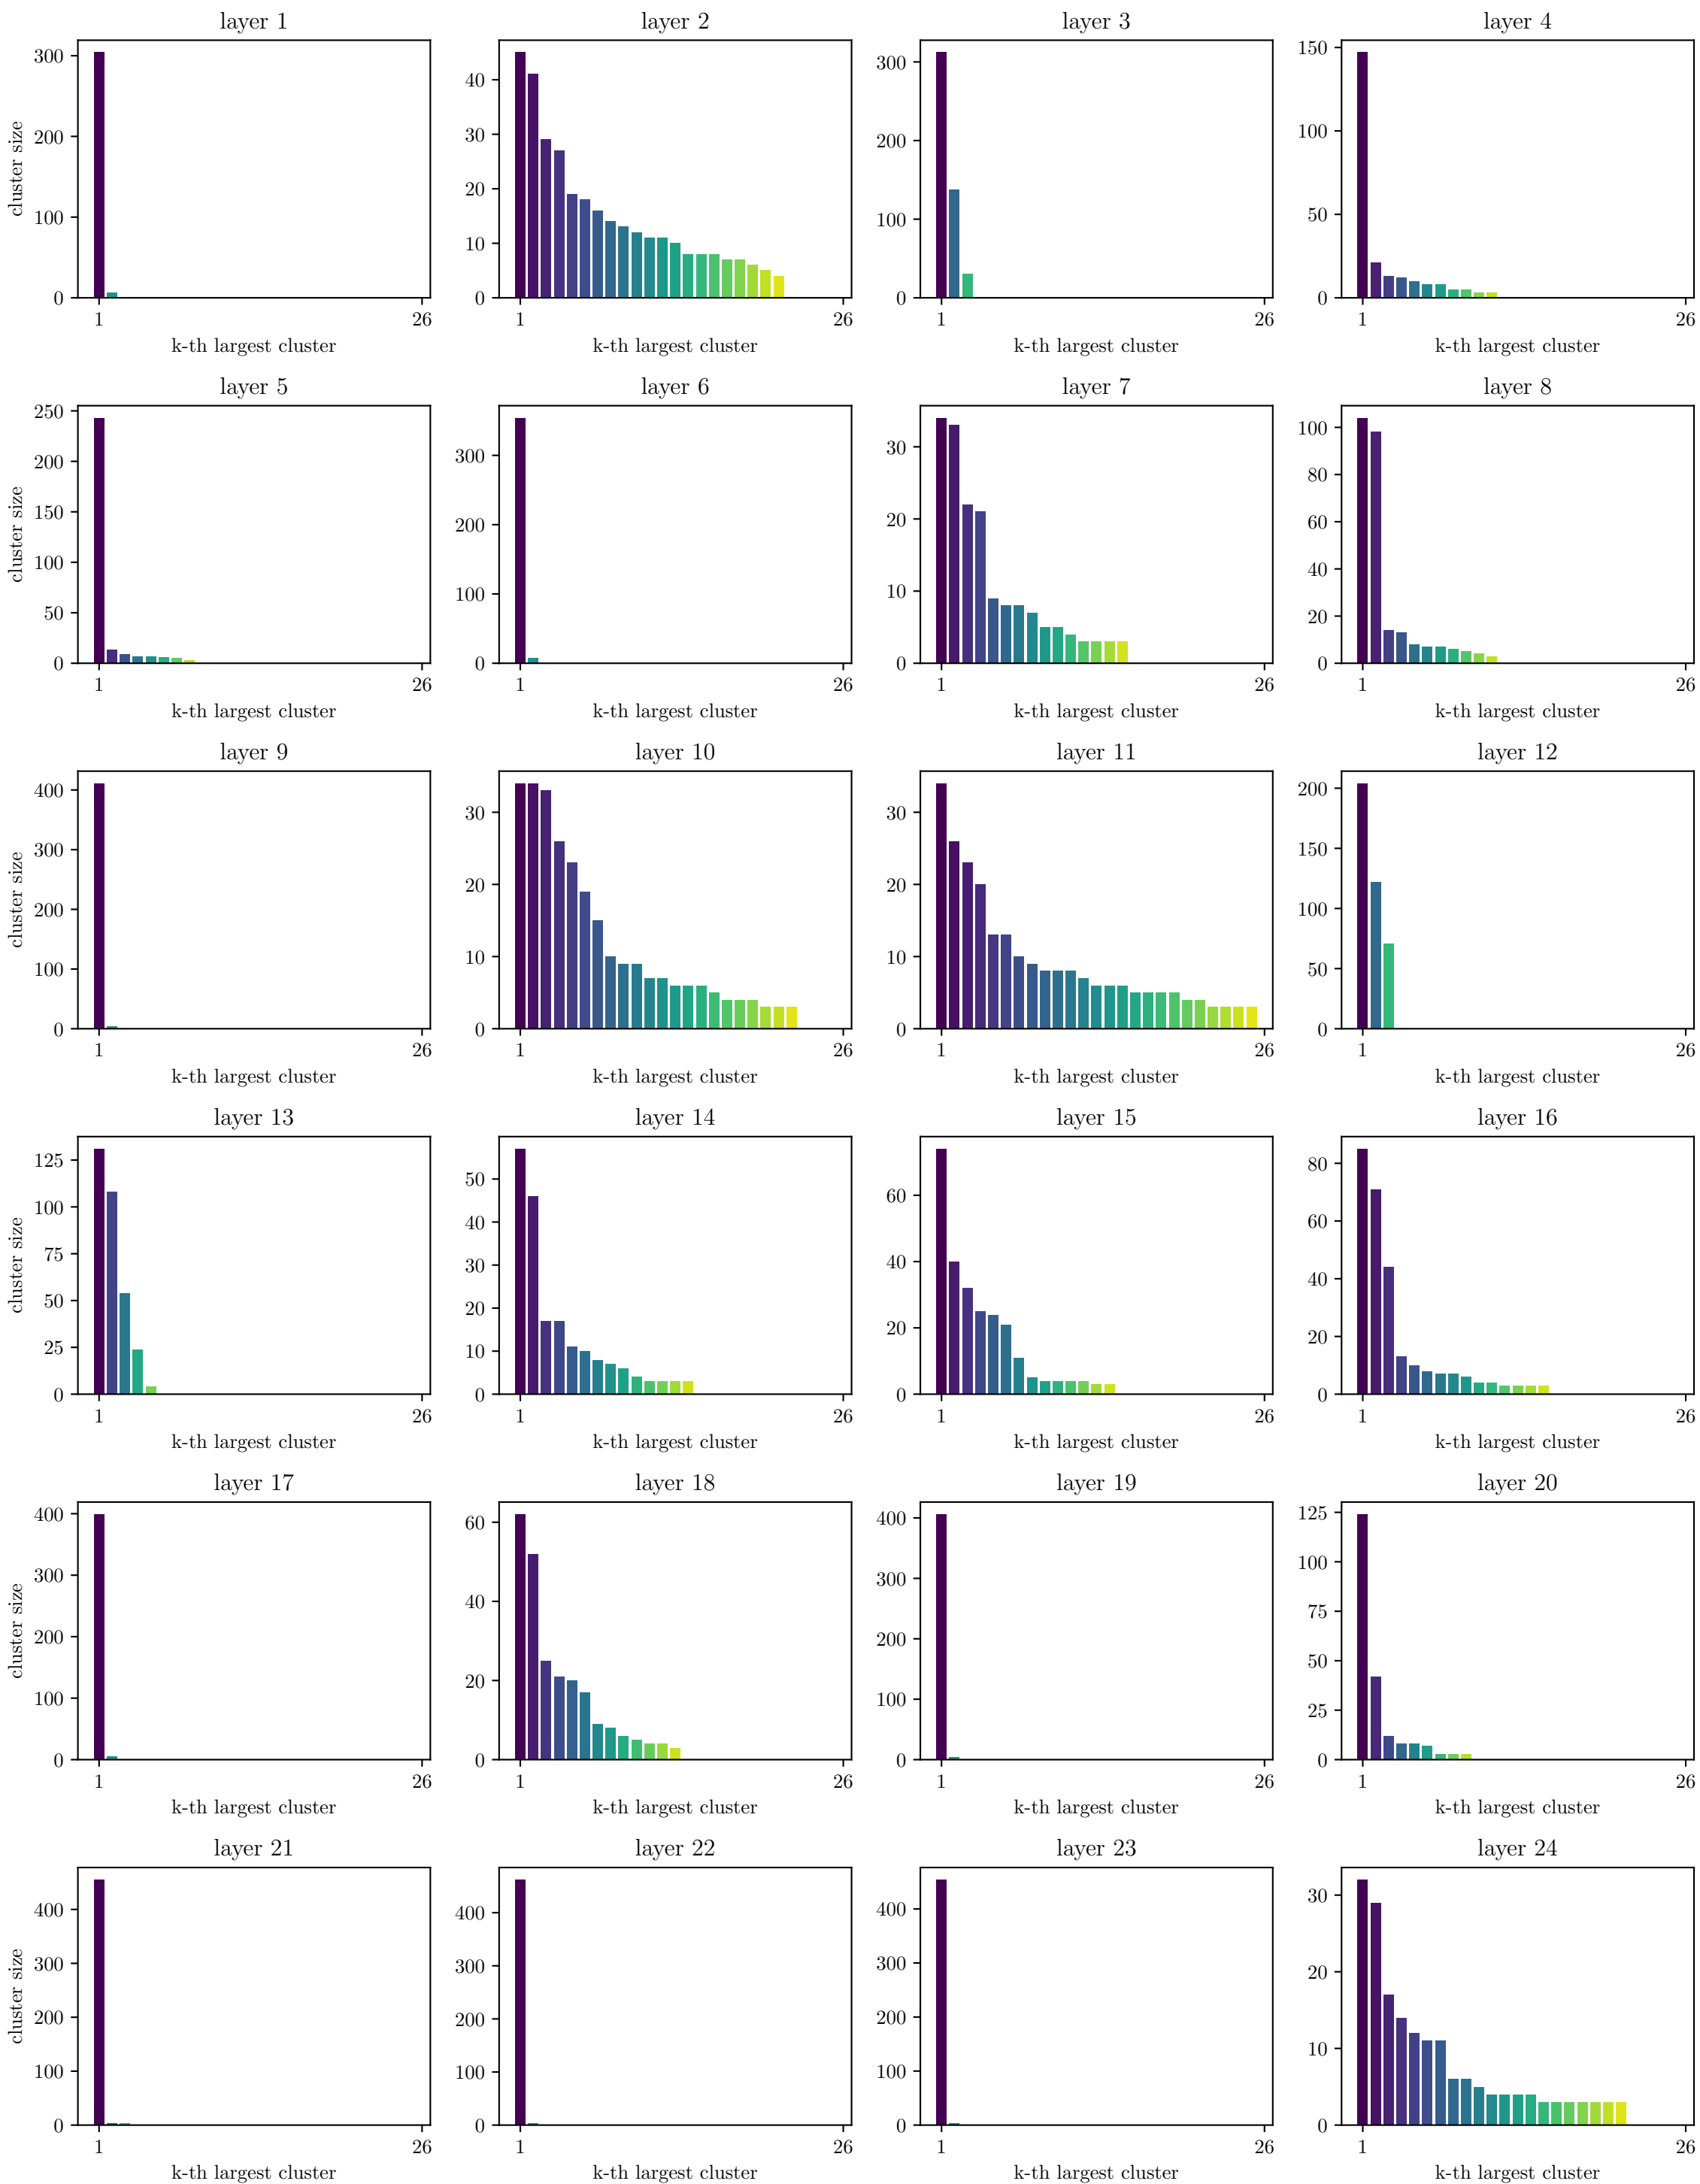 layer 1
cluster size
300
200
100
0
1 26
k-th largest cluster
layer 2
40
30
20
10
0
1 26
k-th largest cluster
layer 3
300
200
100
0
1 26
k-th largest cluster
layer 4
150
100
50
0
1 26
k-th largest cluster
layer 5
cluster size
250
200
150
100
50
0
1 26
k-th largest cluster
layer 6
300
200
100
0
1 26
k-th largest cluster
layer 7
30
20
10
0
1 26
k-th largest cluster
layer 8
100
80
60
40
20
0
1 26
k-th largest cluster
layer 9
cluster size
400
300
200
100
0
1 26
k-th largest cluster
layer 10
30
20
10
0
1 26
k-th largest cluster
layer 11
30
20
10
0
1 26
k-th largest cluster
layer 12
200
150
100
50
0
1 26
k-th largest cluster
layer 13
cluster size
125
100
75
50
25
0
1 26
k-th largest cluster
layer 14
50
40
30
20
10
0
1 26
k-th largest cluster
layer 15
60
40
20
0
1 26
k-th largest cluster
layer 16
80
60
40
20
0
1 26
k-th largest cluster
layer 17
cluster size
400
300
200
100
0
1 26
k-th largest cluster
layer 18
60
40
20
0
1 26
k-th largest cluster
layer 19
400
300
200
100
0
1 26
k-th largest cluster
layer 20
125
100
75
50
25
0
1 26
k-th largest cluster
layer 21
cluster size
400
300
200
100
0
1 26
k-th largest cluster
layer 22
400
300
200
100
0
1 26
k-th largest cluster
layer 23
400
300
200
100
0
1 26
k-th largest cluster
layer 24
30
20
10
0
1 26
k-th largest cluster